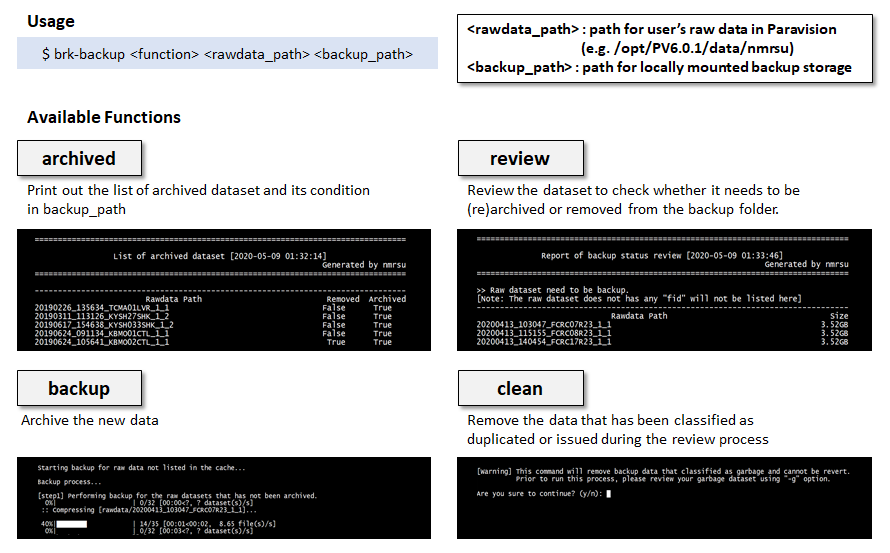 Usage
$ brk-backup <function> <rawdata_path> <backup_path>
<rawdata_path> : path for user's raw data in Paravision
(e.g. /opt/PV6.0.1/data/nmrsu)
<backup_path> : path for locally mounted backup storage
Available Functions
archived
Print out the list of archived dataset and its condition
in backup_path
================================================================================
List of archived dataset [2020-05-09 01:32:14]
Generated by nmrsu
================================================================================
--------------------------------------------------------------------------------
Rawdata Path Removed Archived
20190226_135634_TCMAO1LVR_1_1 False True
20190311_113126_KYSH27SHK_1_2 False True
20190617_154638_KYSH033SHK_1_2 False True
20190624_091134_KBM001CTL_1_1 False True
20190624_105641_KBM002CTL_1_1 True True
review
Review the dataset to check whether it needs to be
(re)archived or removed from the backup folder.
================================================================================
Report of backup status review [2020-05-09 01:33:46]
Generated by nmrsu
================================================================================
>> Raw dataset need to be backup.
[Note: The raw dataset does not has any "fid" will not be listed here]
--------------------------------------------------------------------------------
Rawdata Path Size
20200413_103047_FCRC07R23_1_1 3.52GB
20200413_115155_FCRC08R23_1_1 3.52GB
20200413_140454_FCRC17R23_1_1 3.52GB
backup
Archive the new data
Starting backup for raw data not listed in the cache...
Backup process...
[step1] Performing backup for the raw datasets that has not been archived.
0%| | 0/32 [00:00<?, ? dataset(s)/s]
:: Compressing [rawdata/20200413_103047_FCRC07R23_1_1]...
40%| | 14/35 [00:01<00:02, 8.65 file(s)/s]
0%| | 0/32 [00:03<?, ? dataset(s)/s]
clean
Remove the data that has been classified as
duplicated or issued during the review process
[Warning] This command will remove backup data that classified as garbage and cannot be revert.
Prior to run this process, please review your garbage dataset using "-g" option.
Are you sure to continue? (y/n):